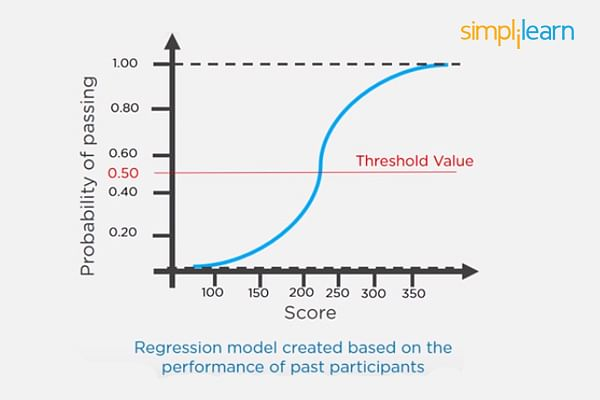 simplilearn
Probability of passing
1.00
0.80
0.60
0.50
0.40
0.20
Threshold Value
100 150 200 250 300 350
Score
Regression model created based on the
performance of past participants